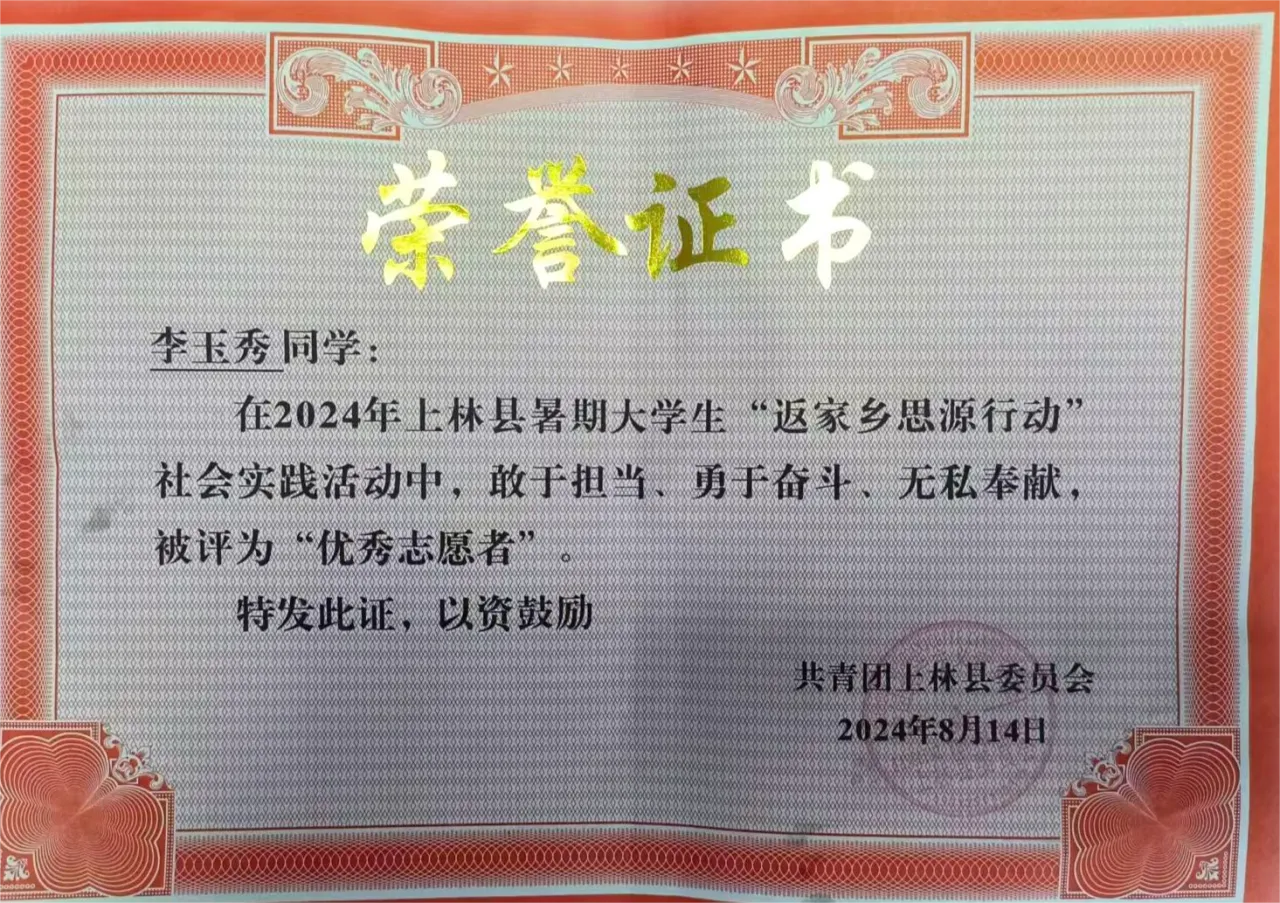 荣誉证书
李玉秀同学：
在2024年上林县暑期大学生“返家乡思源行动”
社会实践活动中，敢于担当、勇于奋斗、无私奉献，
被评为“优秀志愿者”。
特发此证，以资鼓励
共青团上林县委员会
2024年8月14日